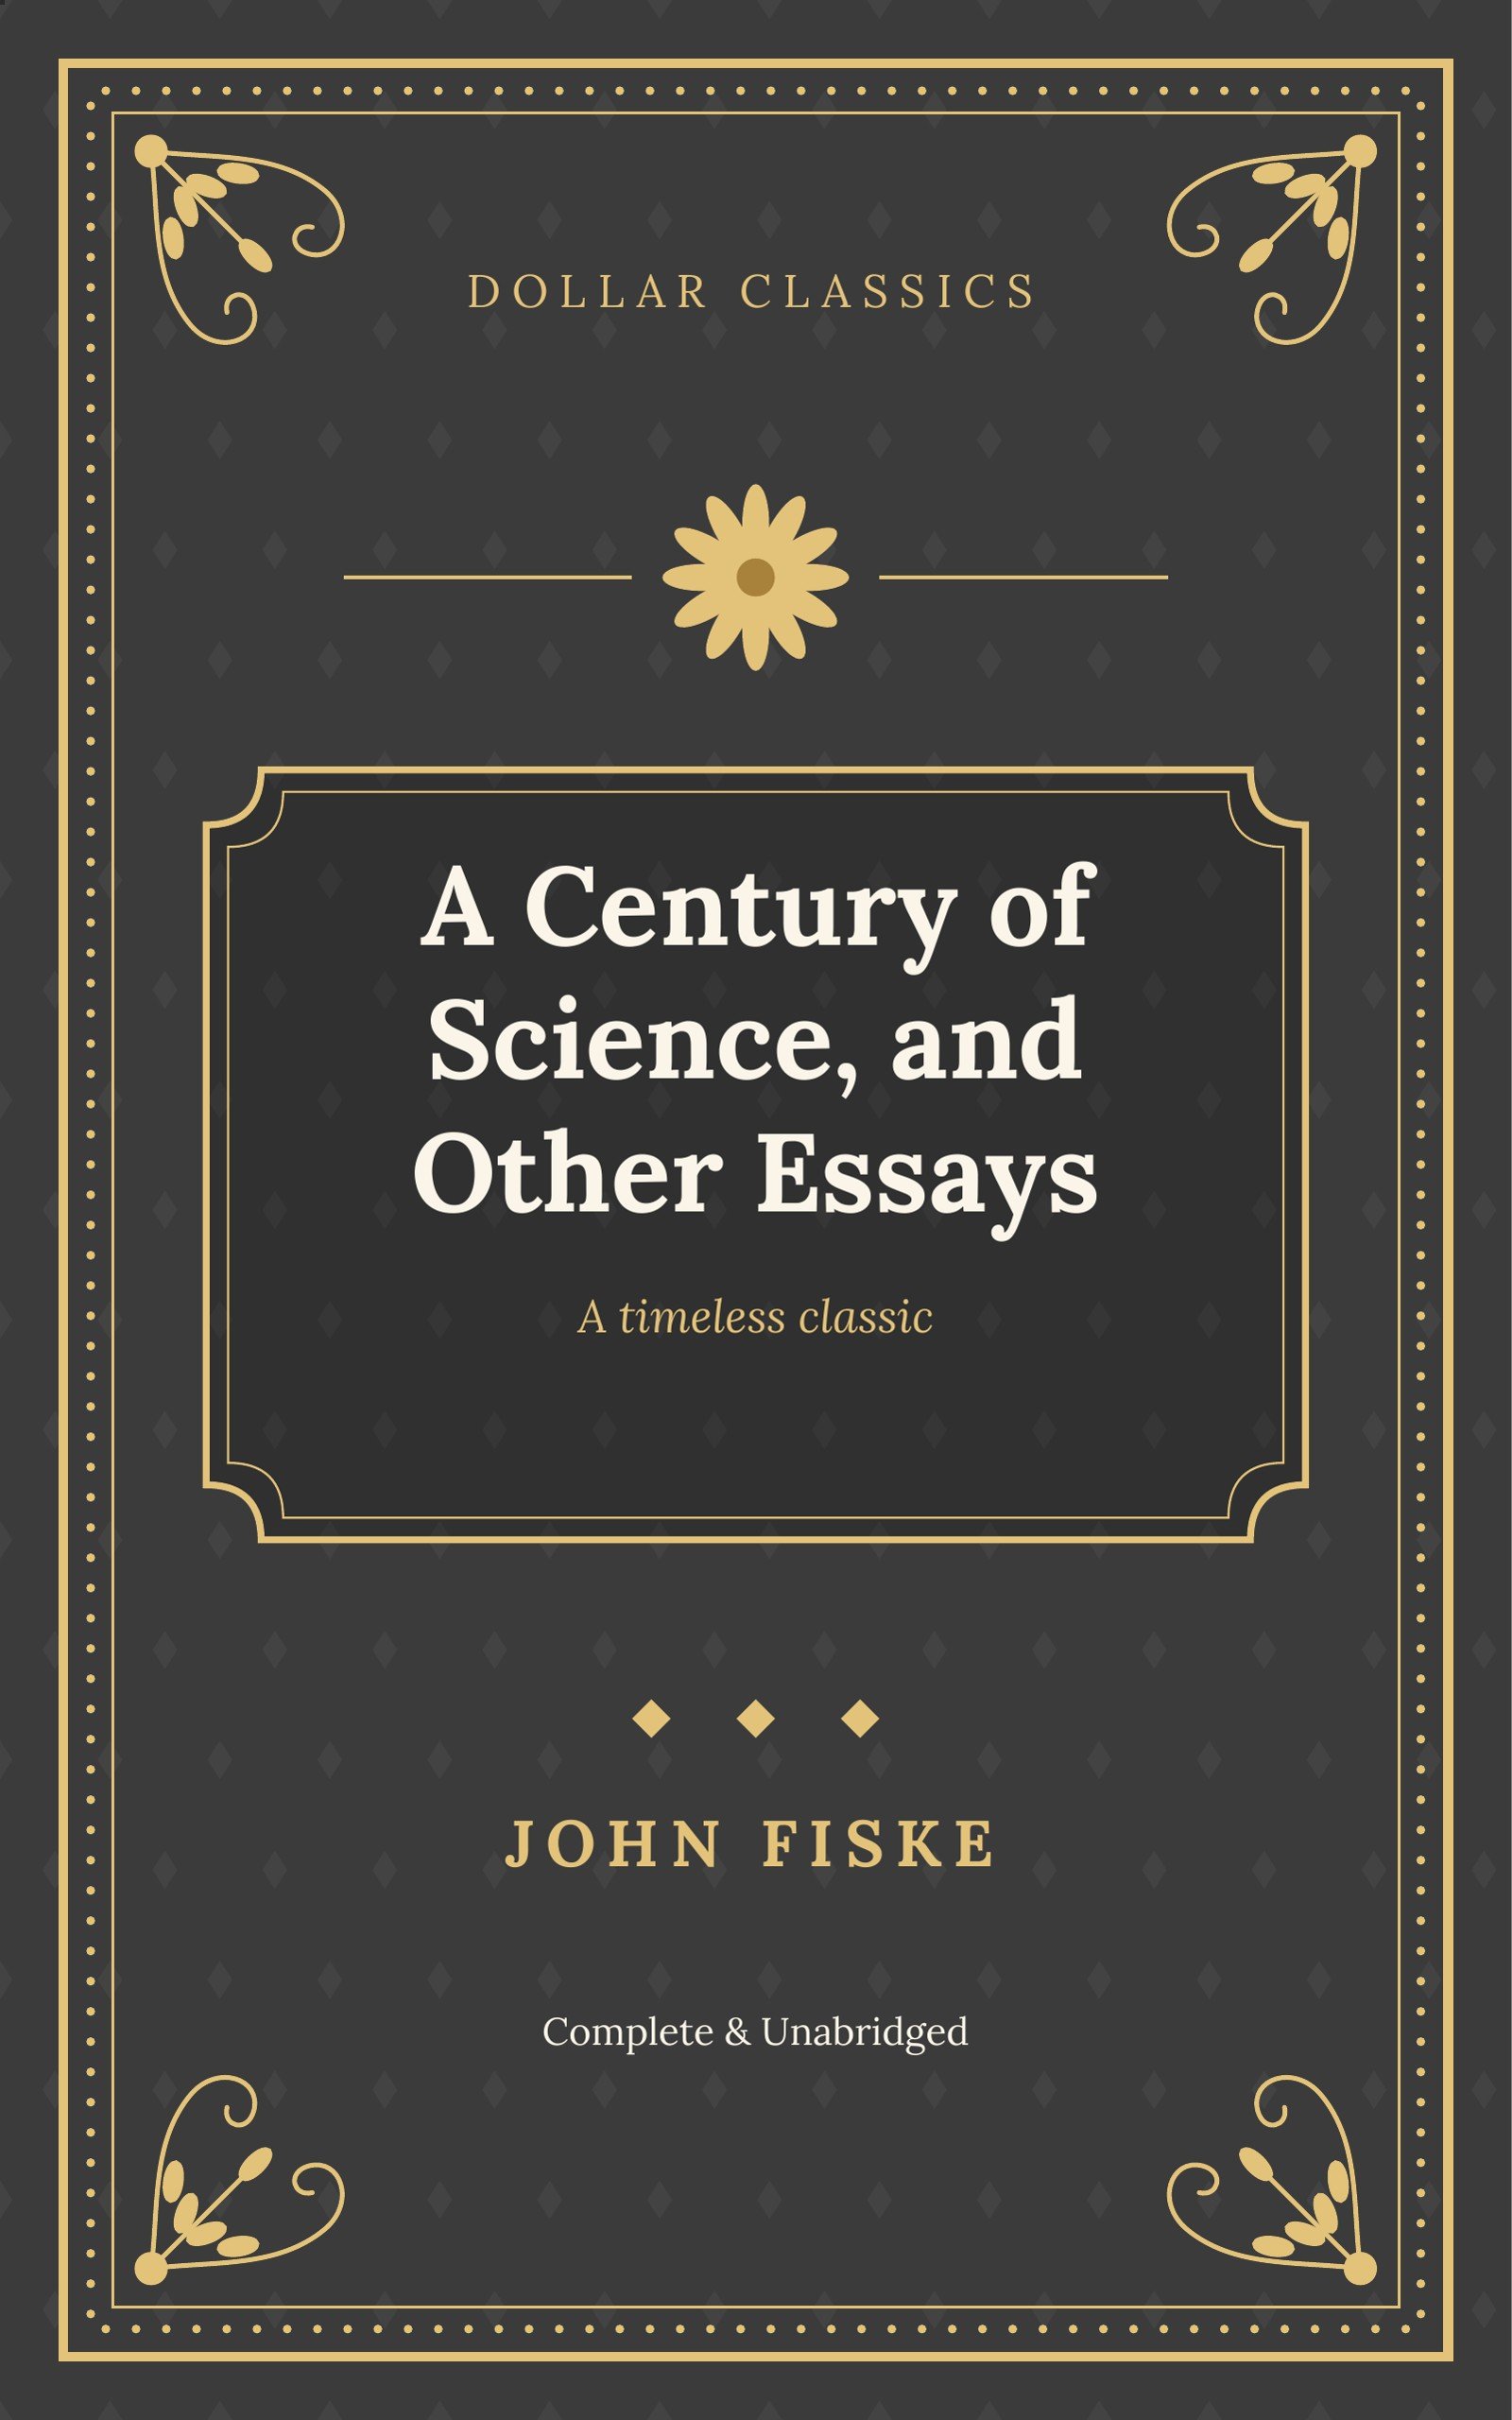 DOLLAR CLASSICS
A Century of
Science, and
Other Essays
A timeless classic
JOHN FISKE
Complete & Unabridged